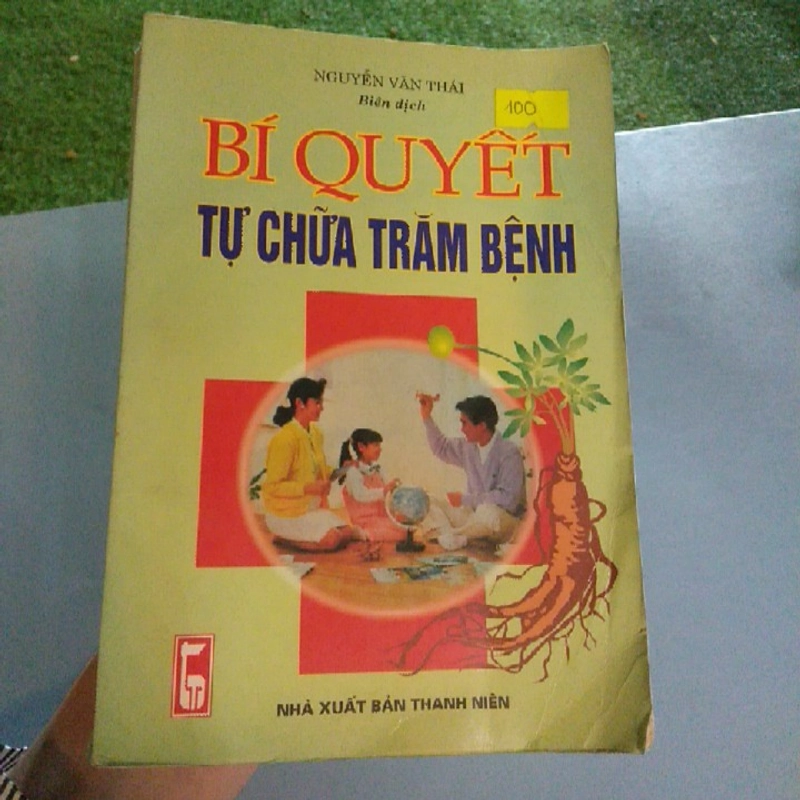 NGUYỄN VĂN THÁI
Biên dịch
100
BÍ QUYẾT
TỰ CHỮA TRĂM BỆNH
NHÀ XUẤT BẢN THANH NIÊN